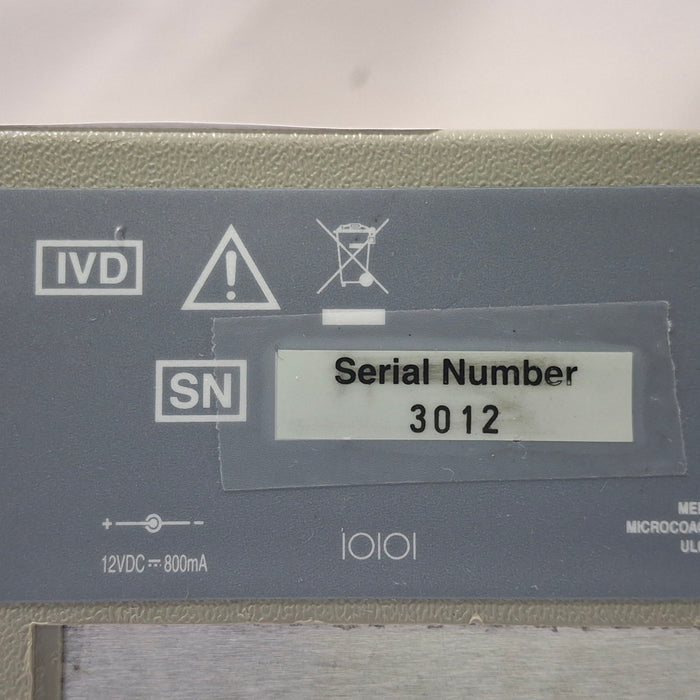 IVD
SN
Serial Number
3012
+ -
12VDC⎓800mA
IOIOI